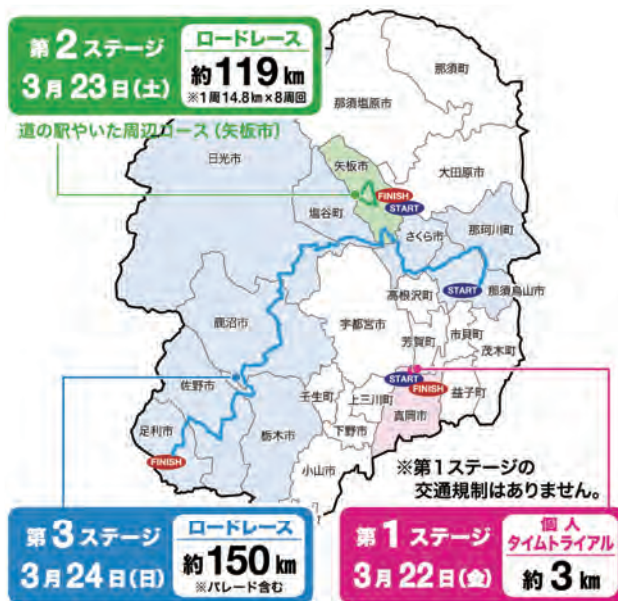 第2ステージ
3月23日(土)
ロードレース
約119km
※1周14.8km×8周回
道の駅やいた周辺コース(矢板市)
那須町
那須塩原市
日光市
矢板市
大田原市
FINISH
START
塩谷町
さくら市
那珂川町
START
那須烏山市
高根沢町
鹿沼市
宇都宮市
芳賀町
市貝町
茂木町
佐野市
START
FINISH
壬生町
上三川町
益子町
真岡市
足利市
栃木市
下野市
FINISH
小山市
※第1ステージの
交通規制はありません。
第3ステージ
3月24日(日)
ロードレース
約150km
※パレード含む
第1ステージ
3月22日(金)
個人
タイムトライアル
約3km